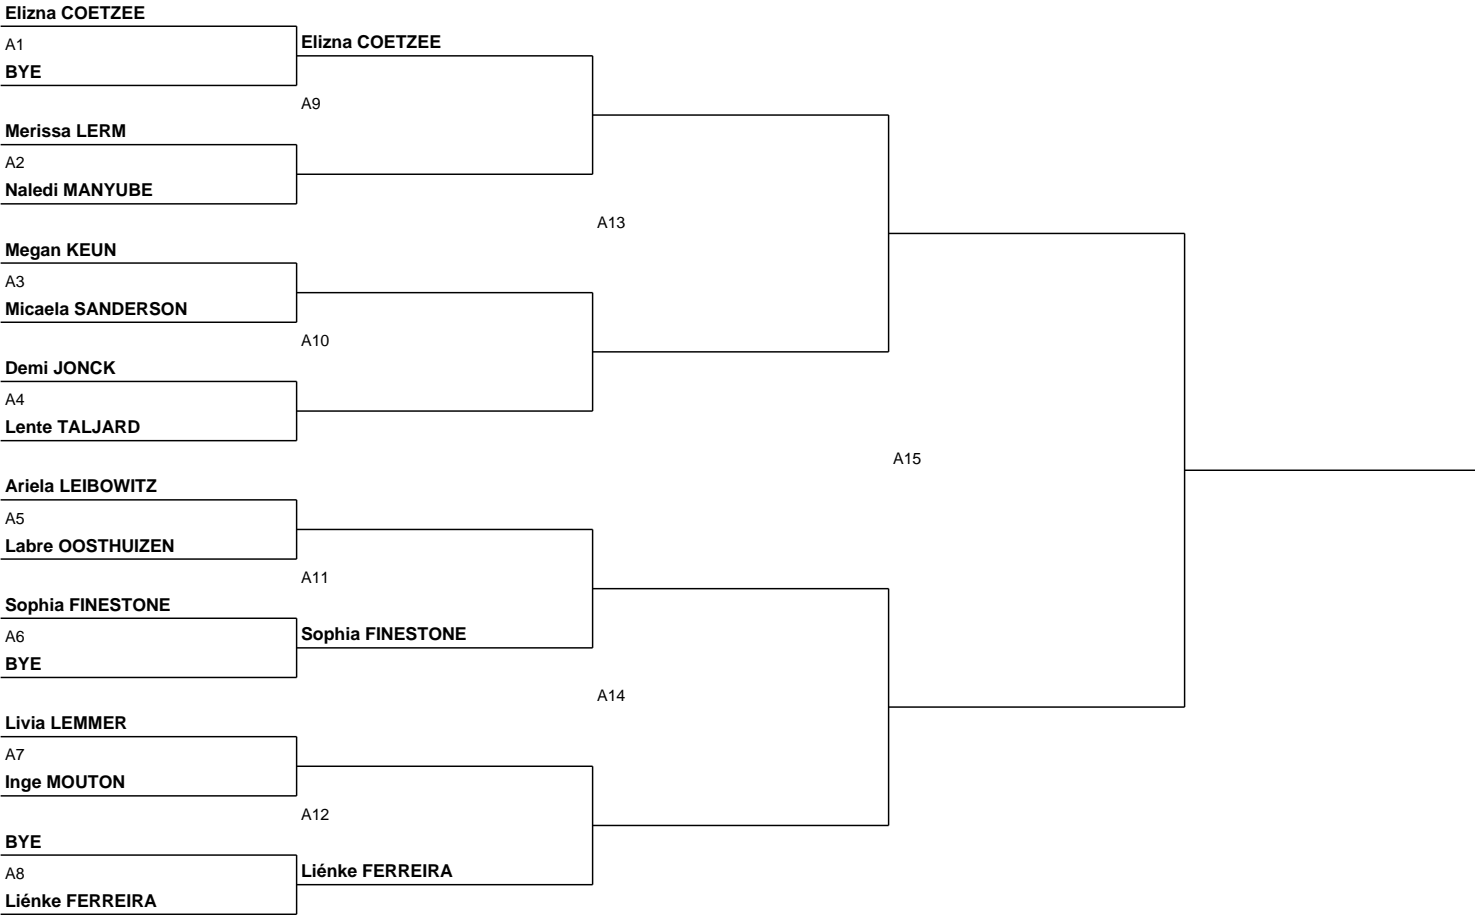 Elizna COETZEE
A1
BYE
Elizna COETZEE
A9
Merissa LERM
A2
Naledi MANYUBE
A13
Megan KEUN
A3
Micaela SANDERSON
A10
Demi JONCK
A4
Lente TALJARD
A15
Ariela LEIBOWITZ
A5
Labre OOSTHUIZEN
A11
Sophia FINESTONE
A6
BYE
Sophia FINESTONE
A14
Livia LEMMER
A7
Inge MOUTON
A12
BYE
A8
Liénke FERREIRA
Liénke FERREIRA